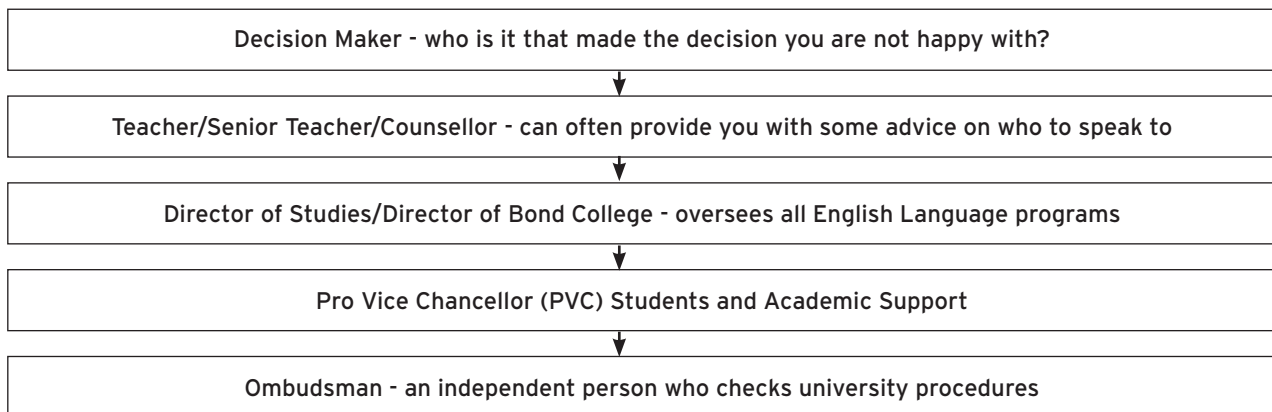 Decision Maker - who is it that made the decision you are not happy with?
Teacher/Senior Teacher/Counsellor - can often provide you with some advice on who to speak to
Director of Studies/Director of Bond College - oversees all English Language programs
Pro Vice Chancellor (PVC) Students and Academic Support
Ombudsman - an independent person who checks university procedures